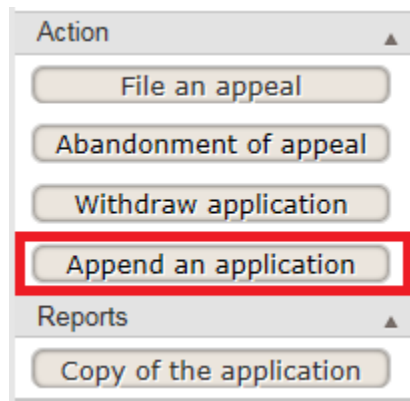 Action
File an appeal
Abandonment of appeal
Withdraw application
Append an application
Reports
Copy of the application